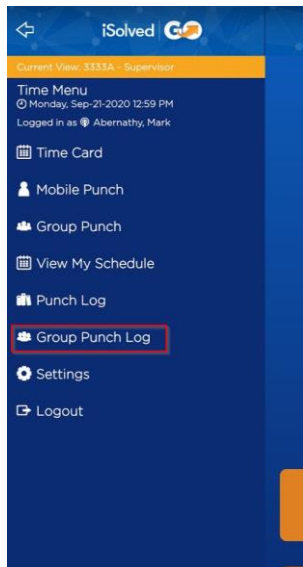 iSolved GO
Current View: 3333A - Supervisor
Time Menu
Monday, Sep-21-2020 12:59 PM
Logged in as Abernathy, Mark
Time Card
Mobile Punch
Group Punch
View My Schedule
Punch Log
Group Punch Log
Settings
Logout